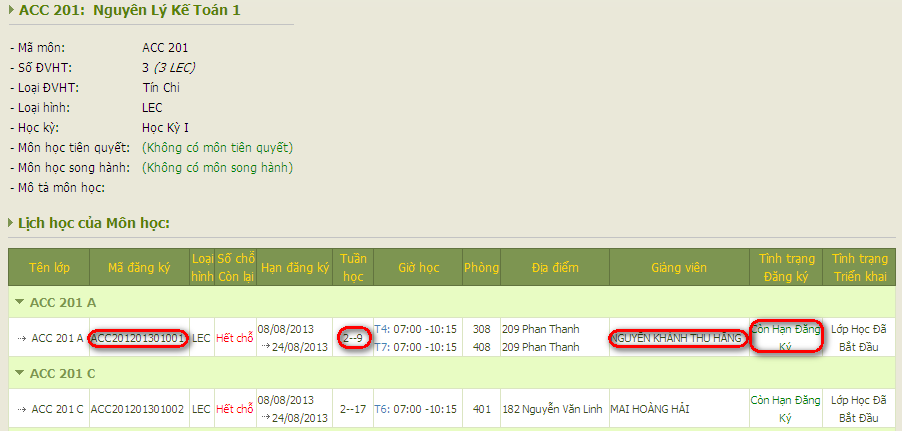 ACC 201: Nguyên Lý Kế Toán 1
- Mã môn: ACC 201
- Số ĐVHT: 3 (3 LEC)
- Loại ĐVHT: Tín Chỉ
- Loại hình: LEC
- Học kỳ: Học Kỳ I
- Môn học tiên quyết: (Không có môn tiên quyết)
- Môn học song hành: (Không có môn song hành)
- Mô tả môn học:
Lịch học của Môn học:
Tên lớp Mã đăng ký Loại hình Số chỗ Còn lại Hạn đăng ký Tuần học Giờ học Phòng Địa điểm Giảng viên Tình trạng Đăng ký Tình trạng Triển khai
ACC 201 A
ACC 201 A ACC201201301001 LEC Hết chỗ 08/08/2013 2--9 T4: 07:00 -10:15 308 209 Phan Thanh NGUYỄN KHÁNH THU HẰNG Còn Hạn Đăng Ký Lớp Học Đã Bắt Đầu
24/08/2013 T7: 07:00 -10:15 408 209 Phan Thanh
ACC 201 C
ACC 201 C ACC201201301002 LEC Hết chỗ 08/08/2013 2--17 T6: 07:00 -10:15 401 182 Nguyễn Văn Linh MAI HOÀNG HẢI Còn Hạn Đăng Ký Lớp Học Đã Bắt Đầu
24/08/2013